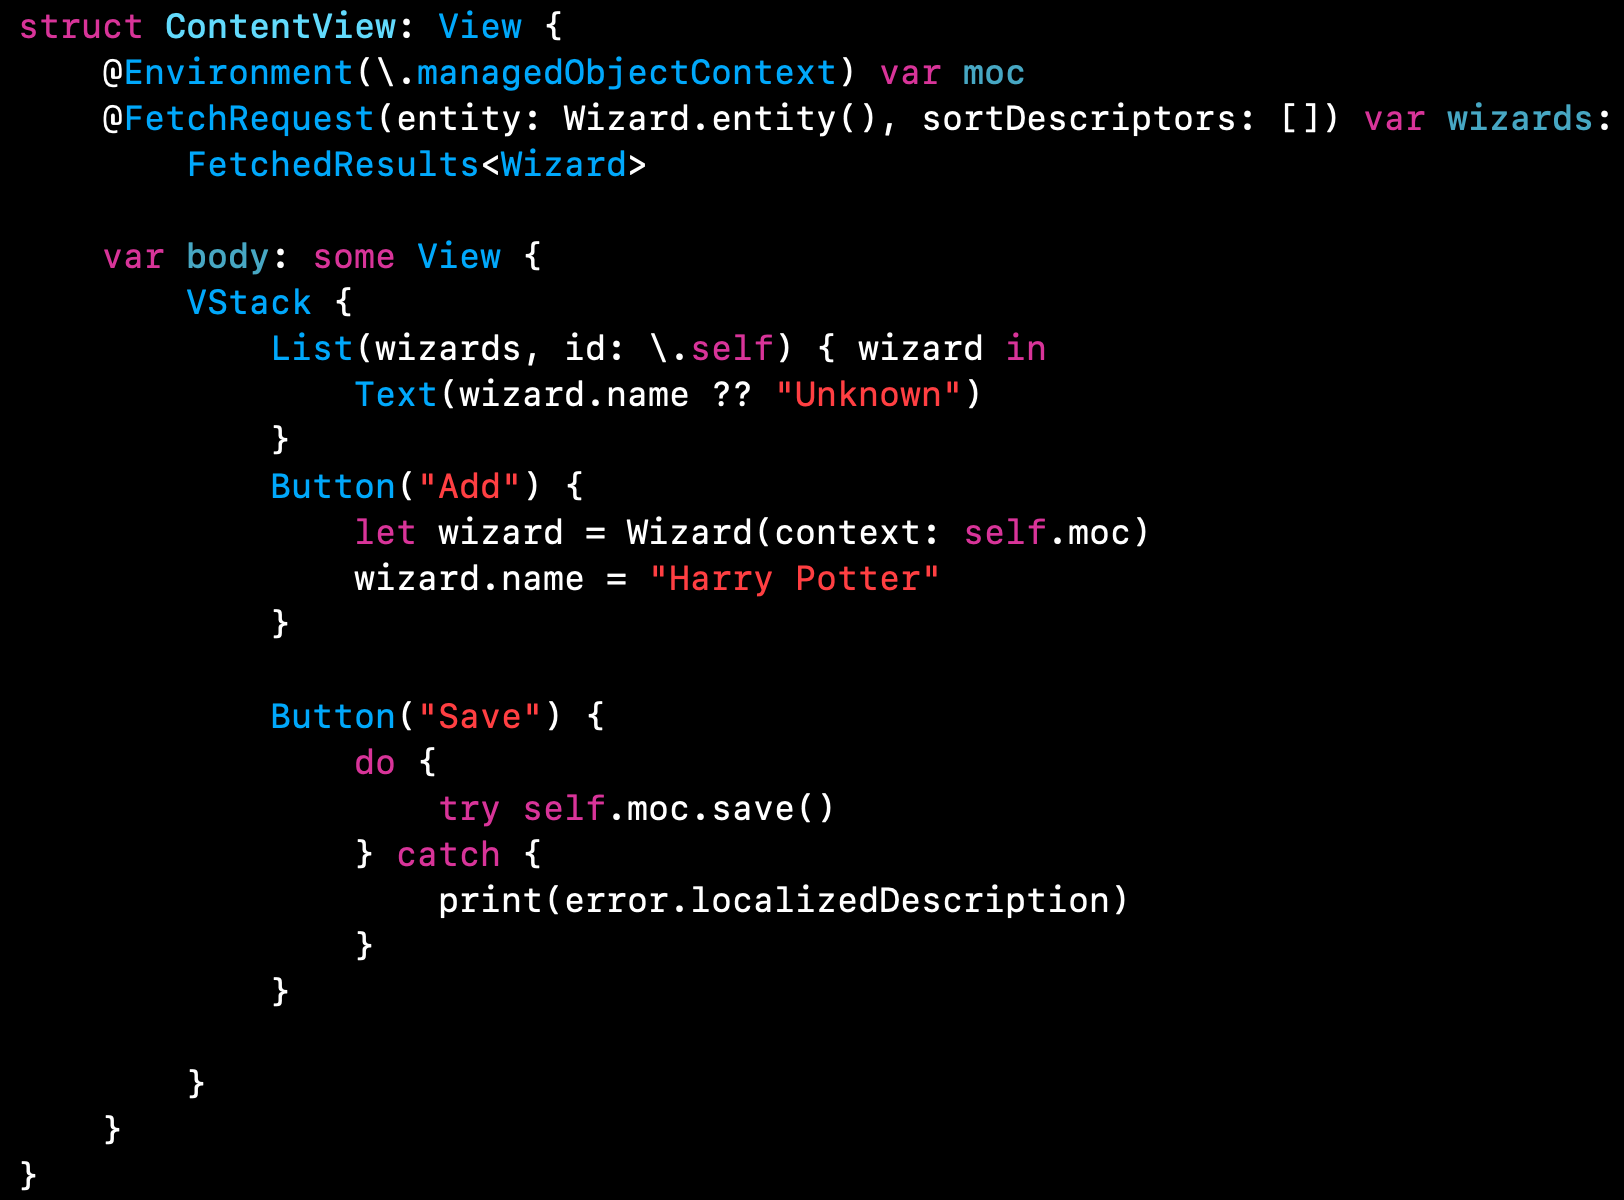 struct ContentView: View {
    @Environment(\.managedObjectContext) var moc
    @FetchRequest(entity: Wizard.entity(), sortDescriptors: []) var wizards:
        FetchedResults<Wizard>

    var body: some View {
        VStack {
            List(wizards, id: \.self) { wizard in
                Text(wizard.name ?? "Unknown")
            }
            Button("Add") {
                let wizard = Wizard(context: self.moc)
                wizard.name = "Harry Potter"
            }

            Button("Save") {
                do {
                    try self.moc.save()
                } catch {
                    print(error.localizedDescription)
                }
            }

        }
    }
}